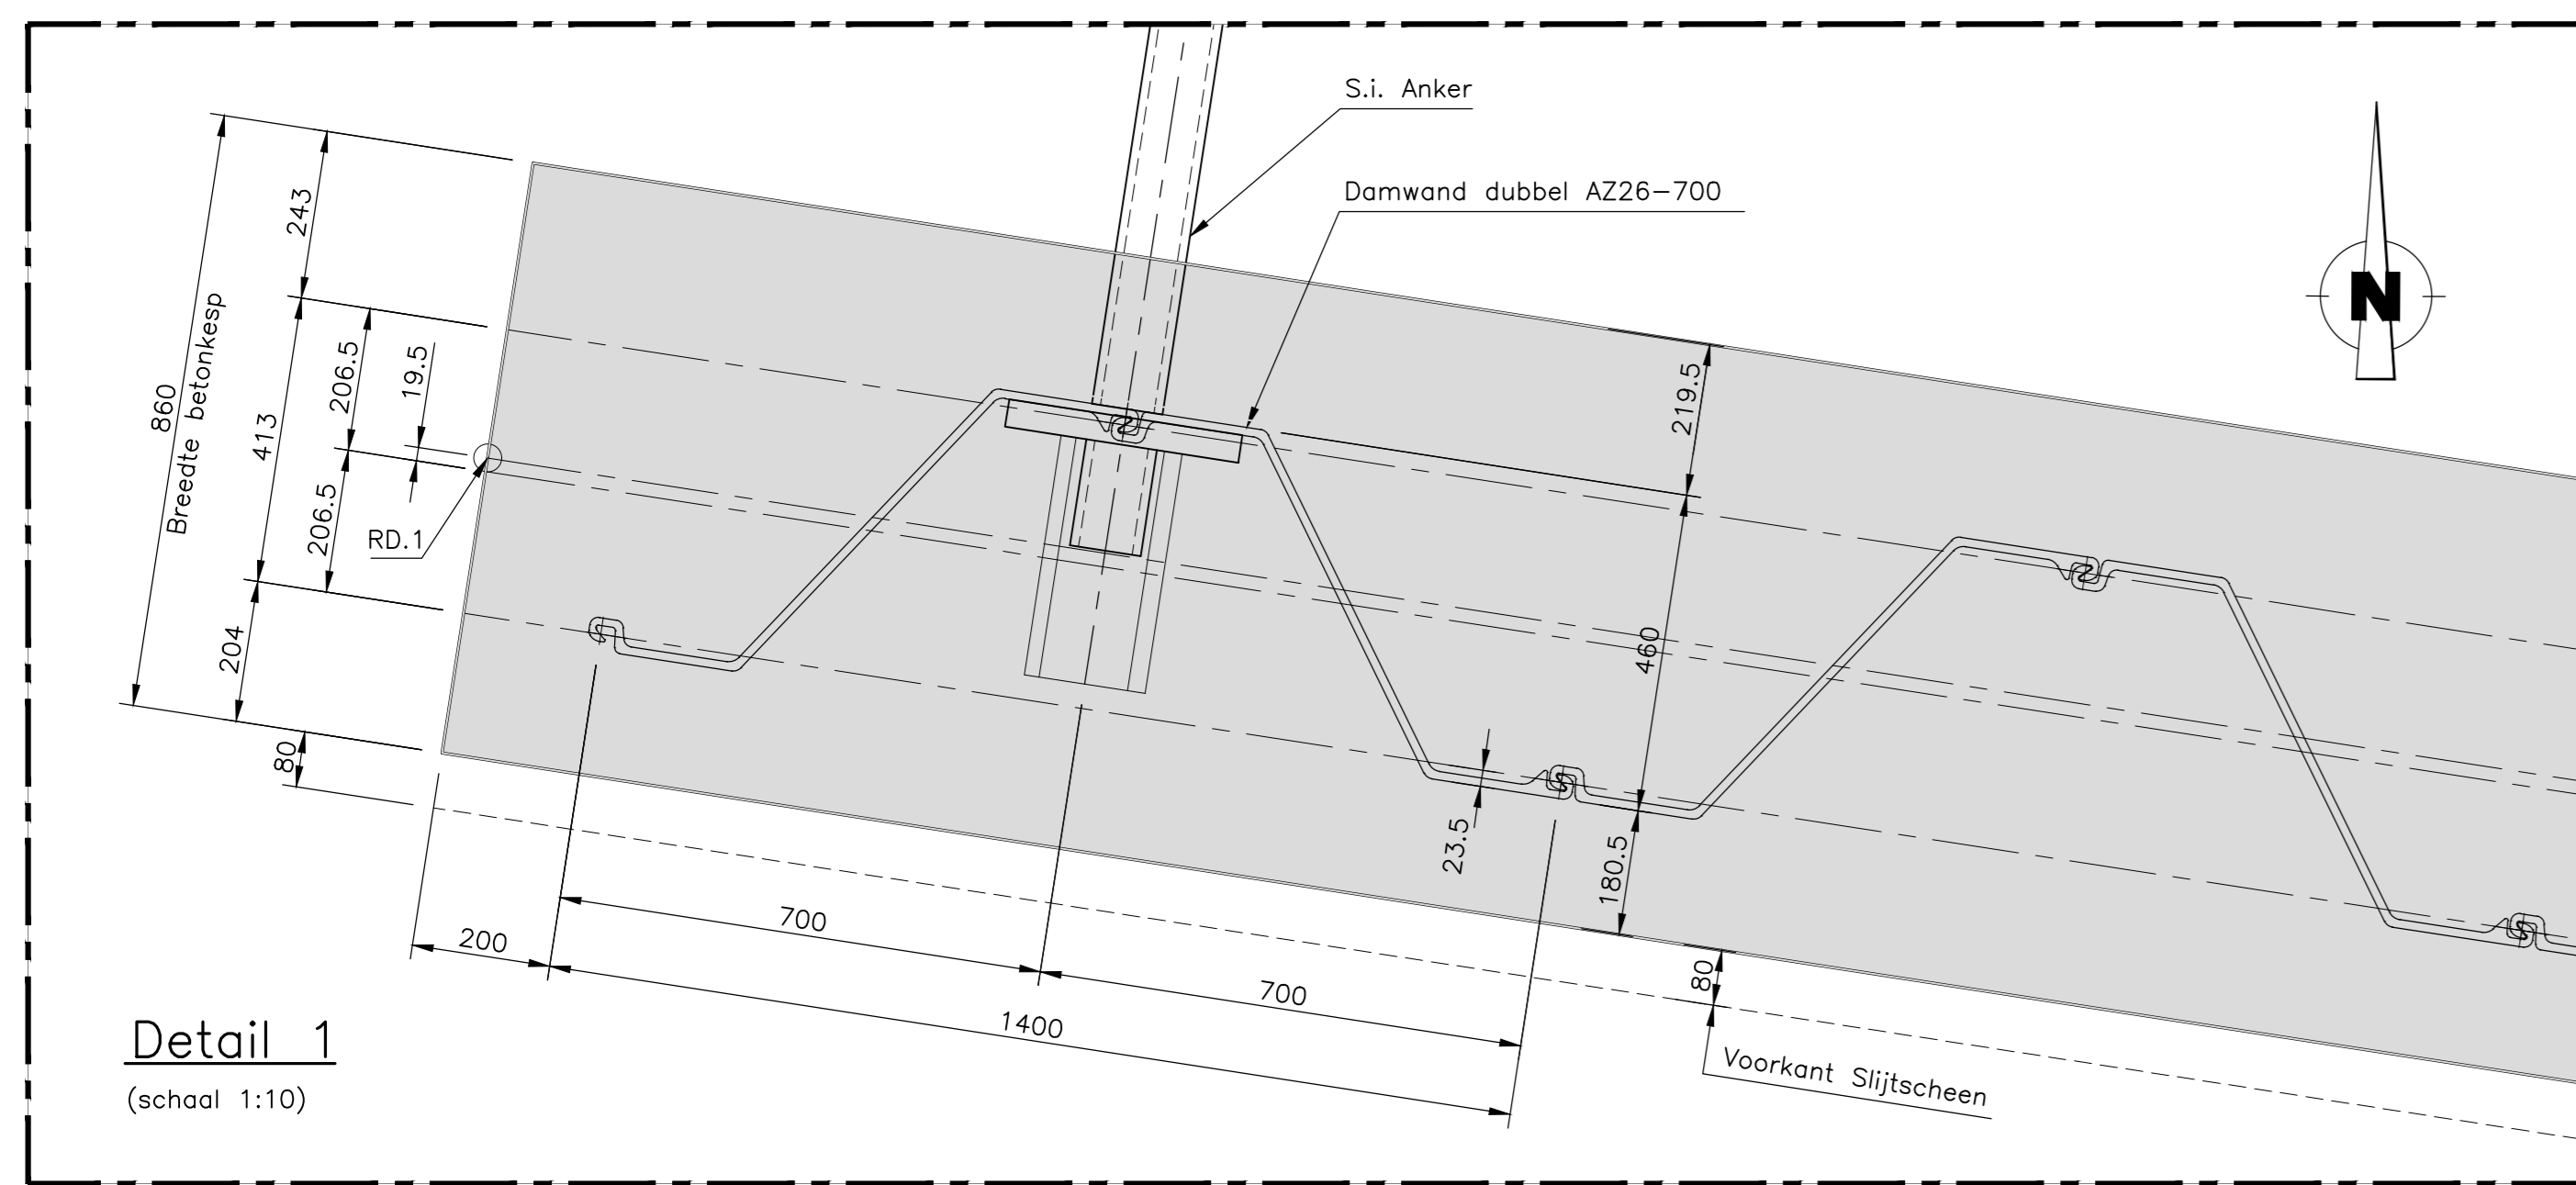 S.i. Anker
Damwand dubbel AZ26-700
N
860
Breedte betonkesp
243
413
206.5
19.5
206.5
204
80
RD.1
219.5
460
23.5
180.5
80
200
700
700
1400
Voorkant Slijtscheen
Detail 1
(schaal 1:10)